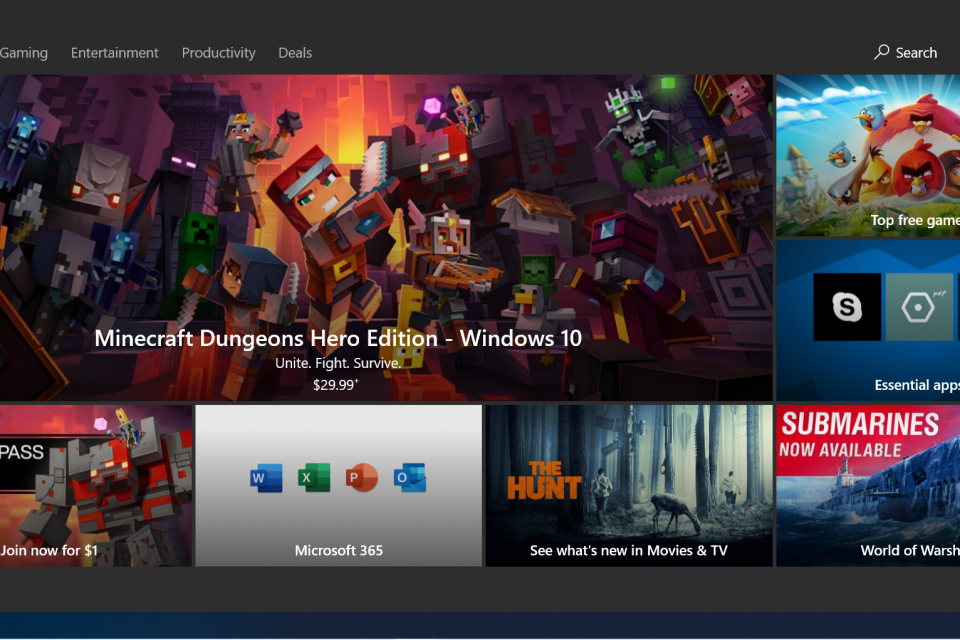 Gaming Entertainment Productivity Deals Search
Minecraft Dungeons Hero Edition - Windows 10
Unite. Fight. Survive.
$29.99+
Top free game
S
pop
Essential apps
PASS
Join now for $1
W X P O
Microsoft 365
THE
HUNT
See what's new in Movies & TV
SUBMARINES
NOW AVAILABLE
World of Warsh